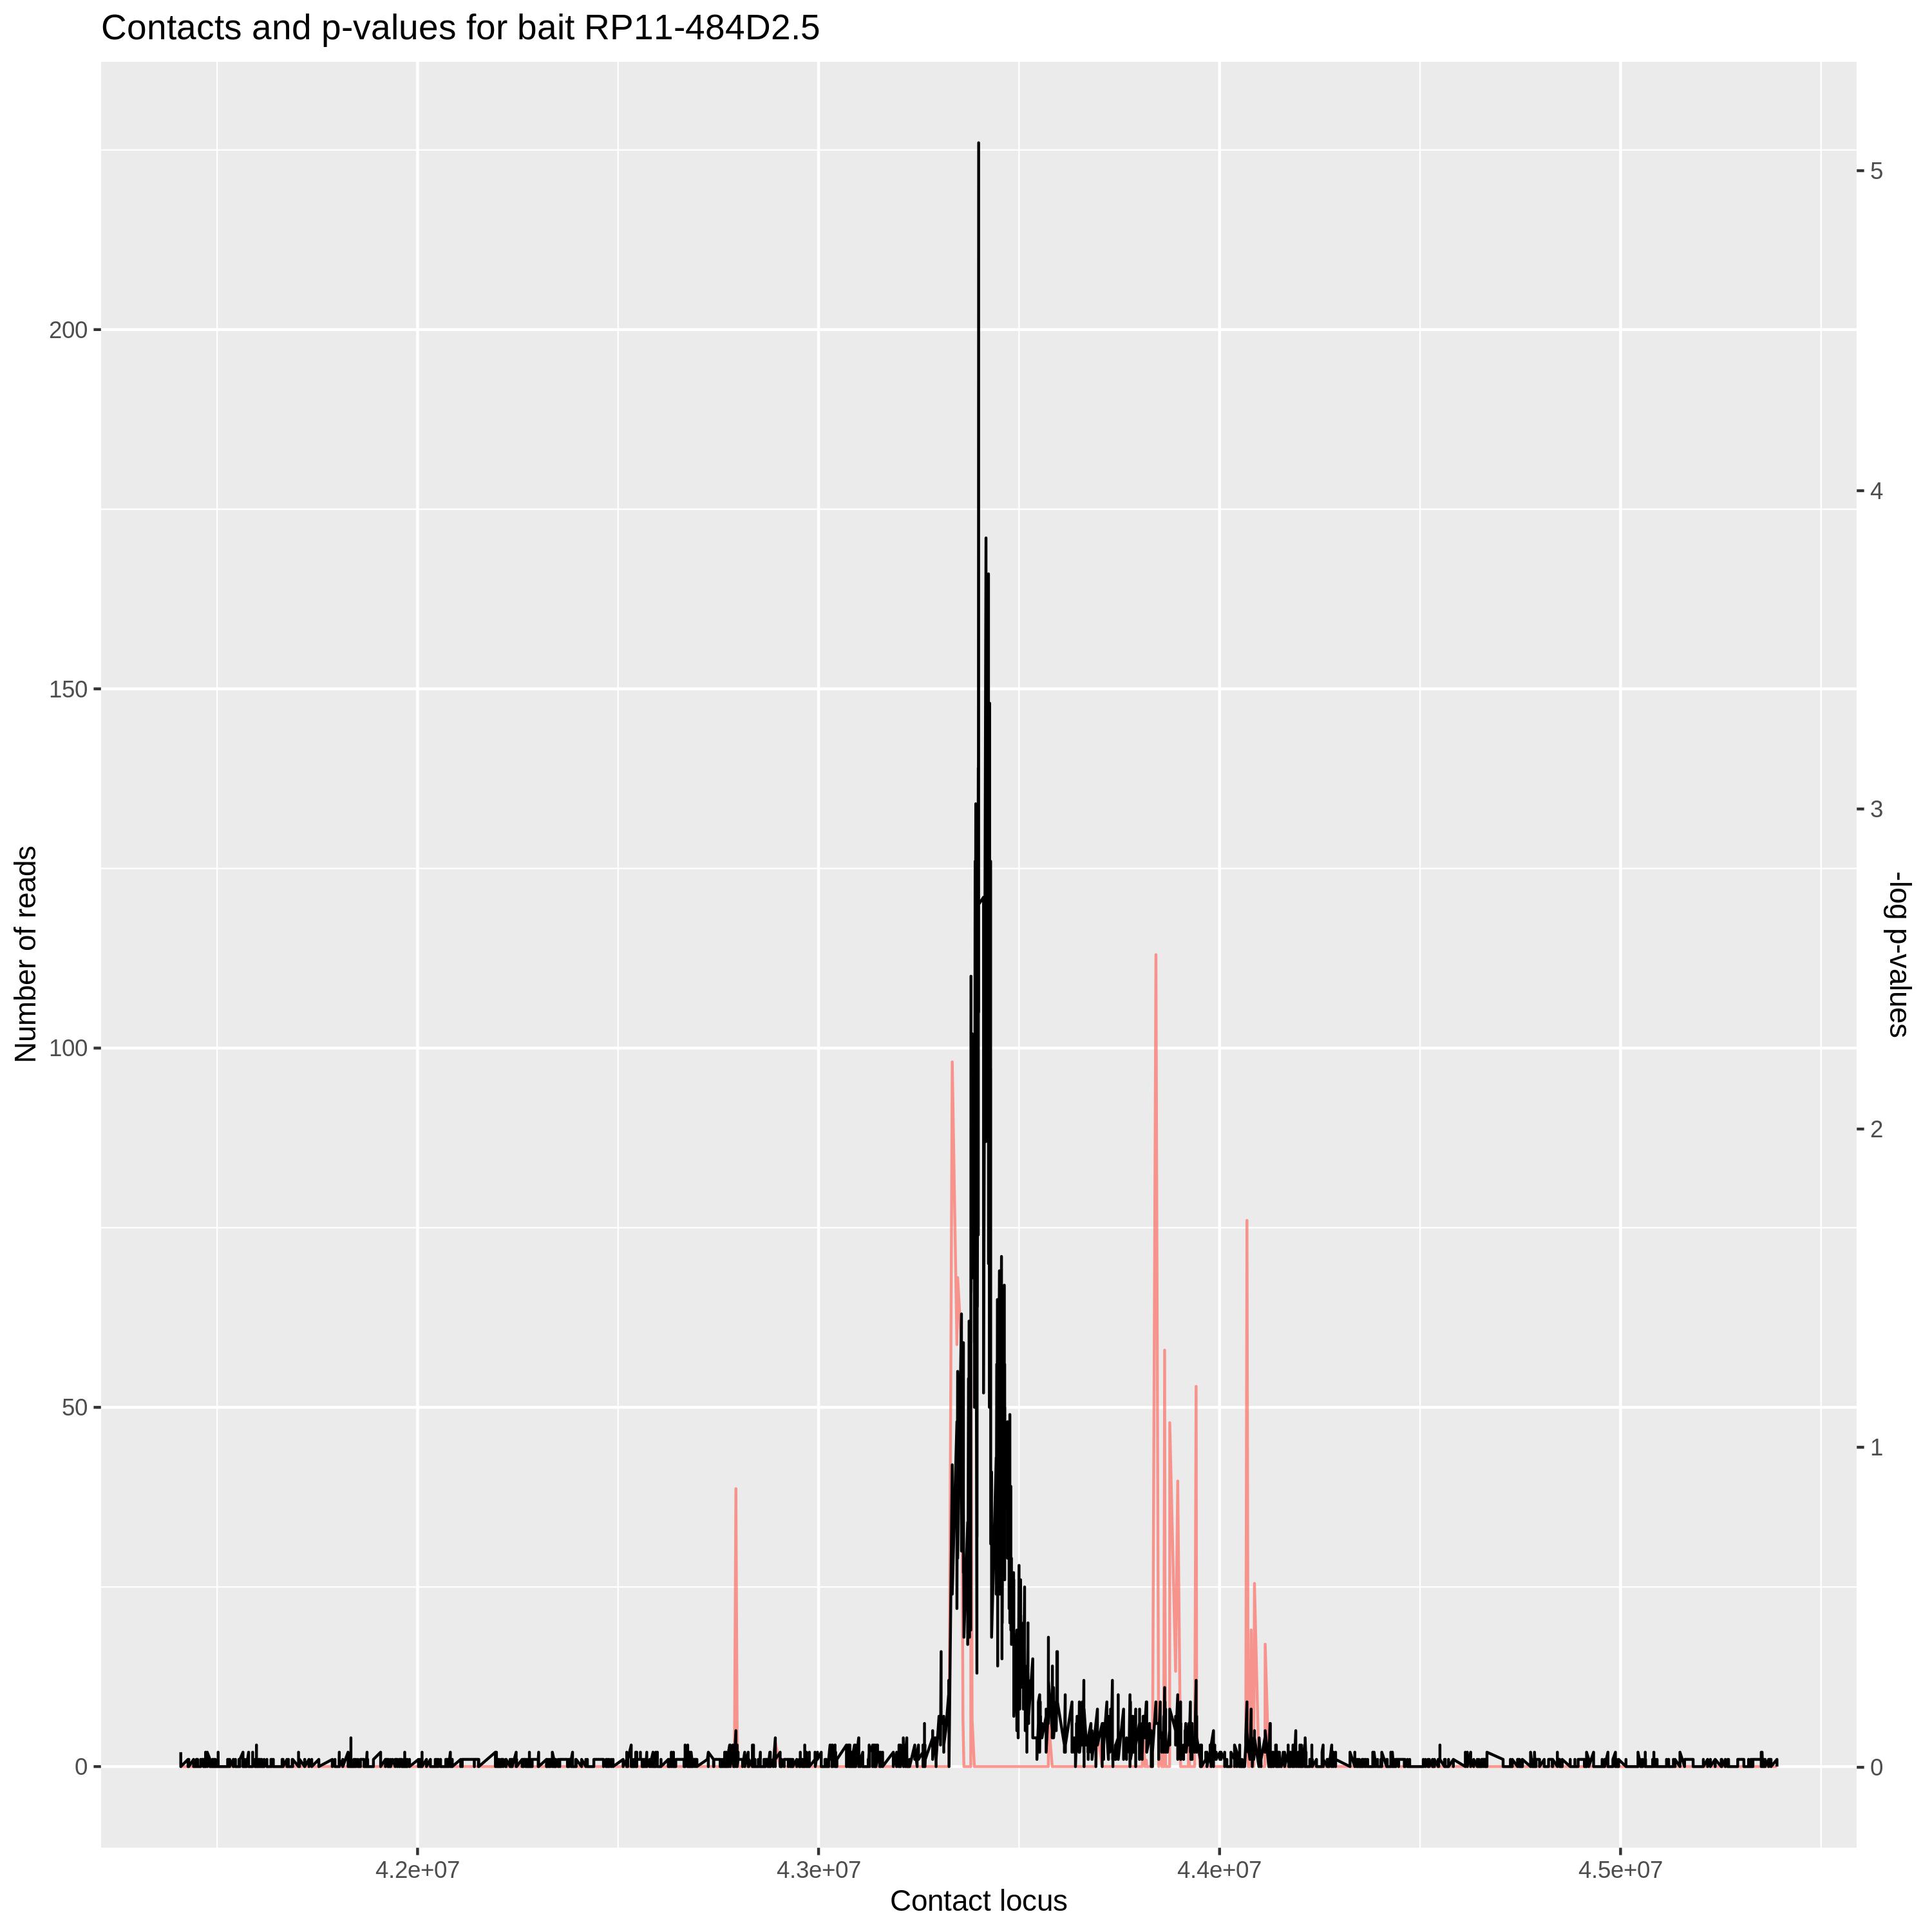 Contacts and p-values for bait RP11-484D2.5
Number of reads
200
150
100
50
0
5
4
3
2
1
0
-log p-values
4.2e+07
4.3e+07
4.4e+07
4.5e+07
Contact locus